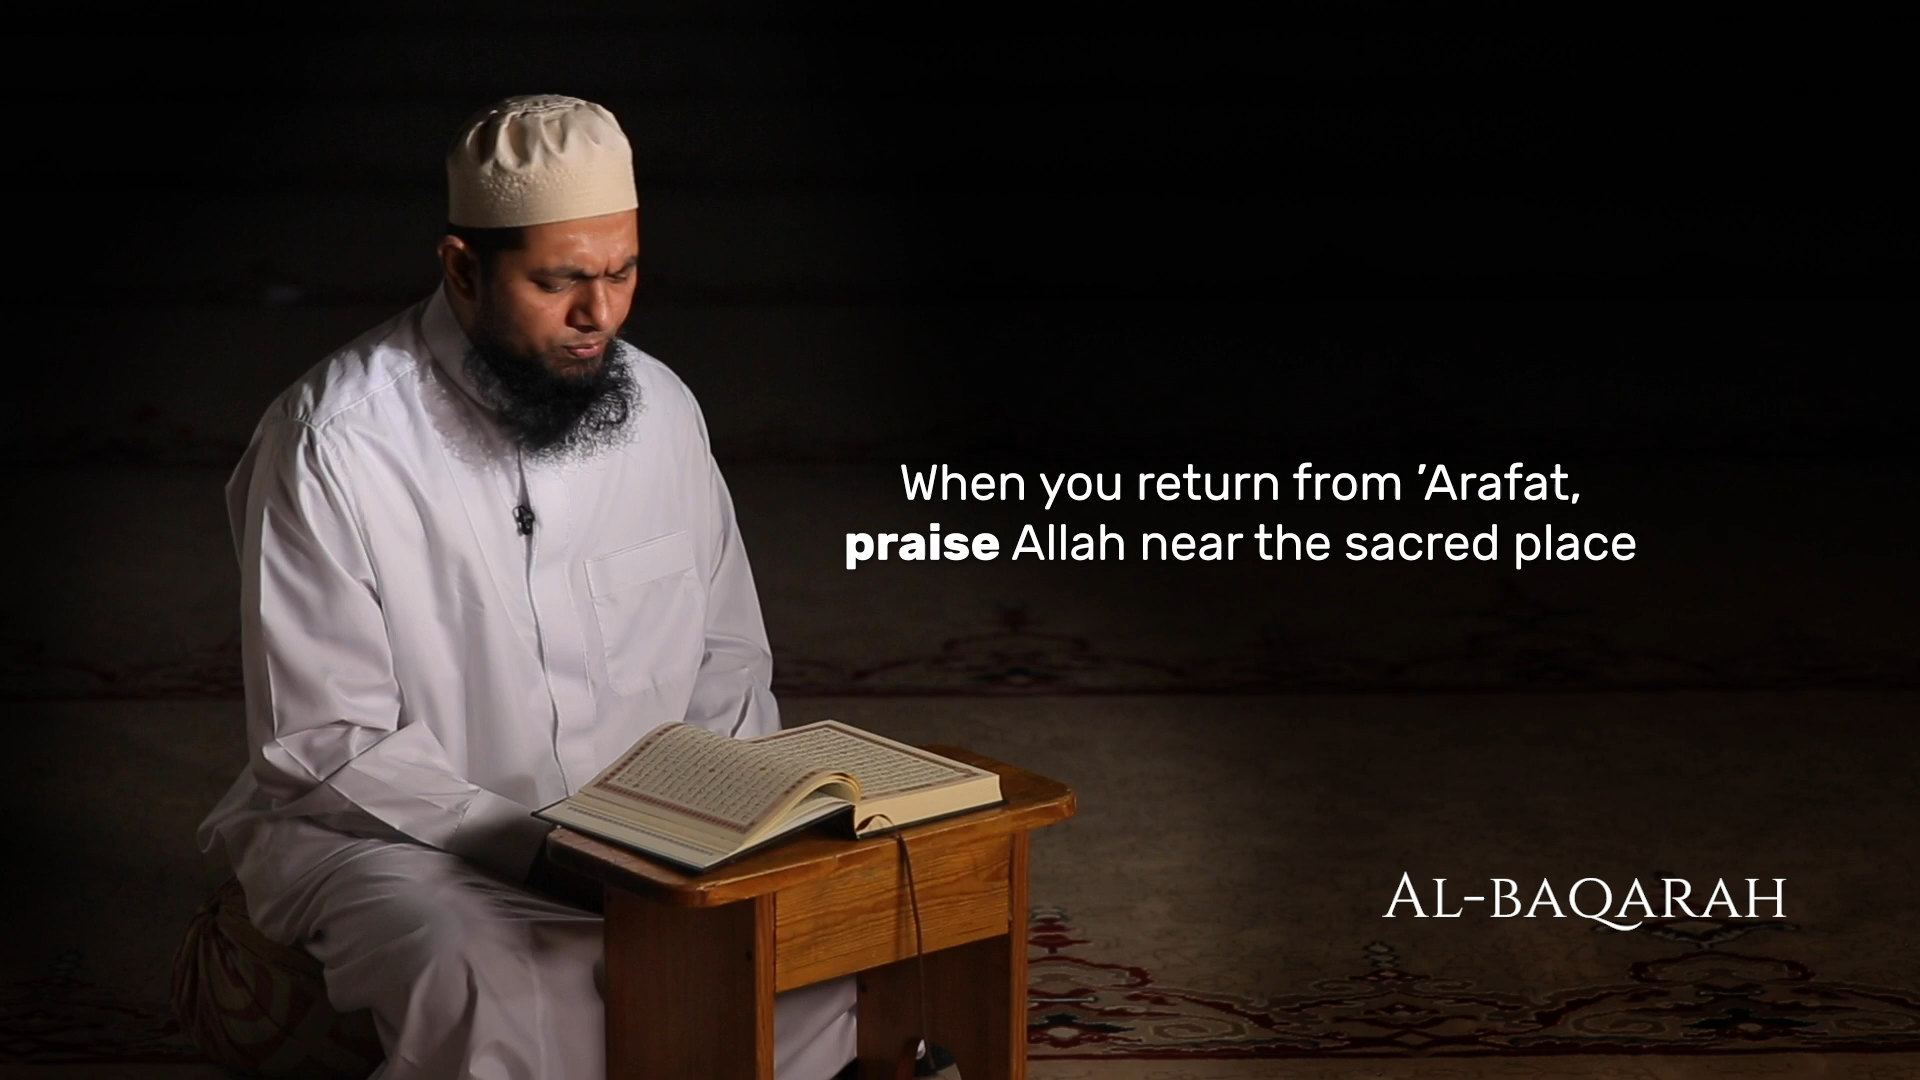 When you return from ’Arafat,
praise Allah near the sacred place
AL-BAQARAH